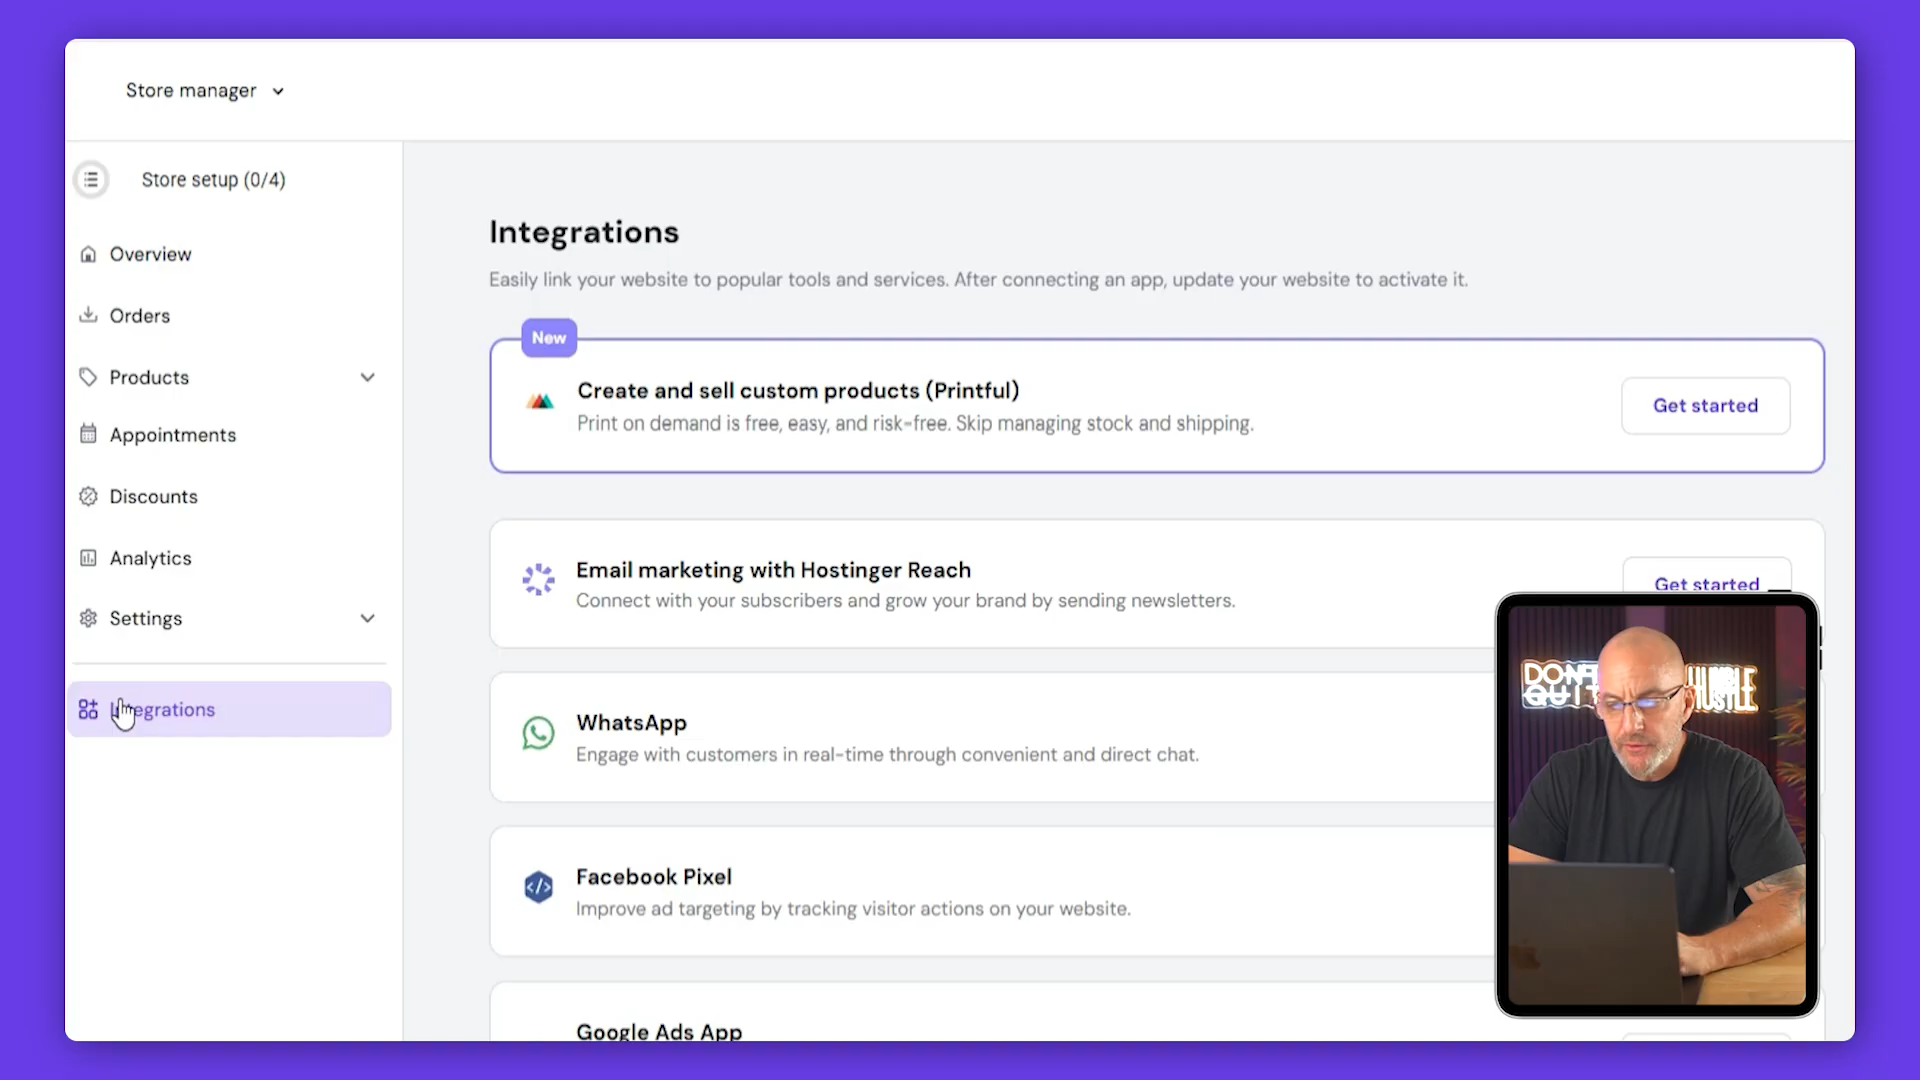 Store manager
Store setup (0/4)
Overview
Orders
Products
Appointments
Discounts
Analytics
Settings
Integrations
Integrations
Easily link your website to popular tools and services. After connecting an app, update your website to activate it.
New
Create and sell custom products (Printful)
Print on demand is free, easy, and risk-free. Skip managing stock and shipping.
Get started
Email marketing with Hostinger Reach
Connect with your subscribers and grow your brand by sending newsletters.
Get started
WhatsApp
Engage with customers in real-time through convenient and direct chat.
Facebook Pixel
Improve ad targeting by tracking visitor actions on your website.
Google Ads App
HUSTLE